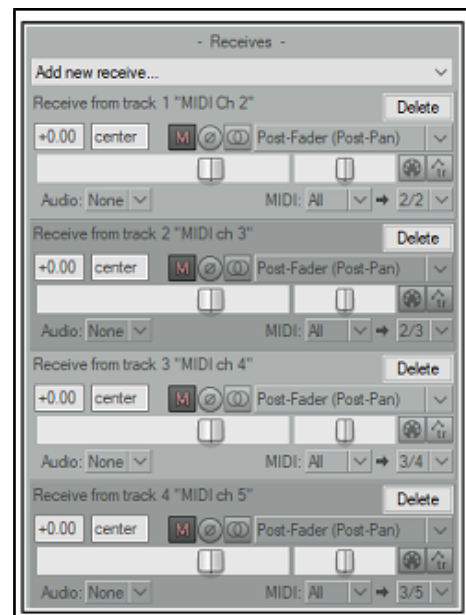 - Receives -
Add new receive...
Receive from track 1 "MIDI Ch 2"
Delete
+0.00 center M Post-Fader (Post-Pan)
tr
Audio: None MIDI: All 2/2
Receive from track 2 "MIDI ch 3"
Delete
+0.00 center M Post-Fader (Post-Pan)
tr
Audio: None MIDI: All 2/3
Receive from track 3 "MIDI ch 4"
Delete
+0.00 center M Post-Fader (Post-Pan)
tr
Audio: None MIDI: All 3/4
Receive from track 4 "MIDI ch 5"
Delete
+0.00 center M Post-Fader (Post-Pan)
tr
Audio: None MIDI: All 3/5